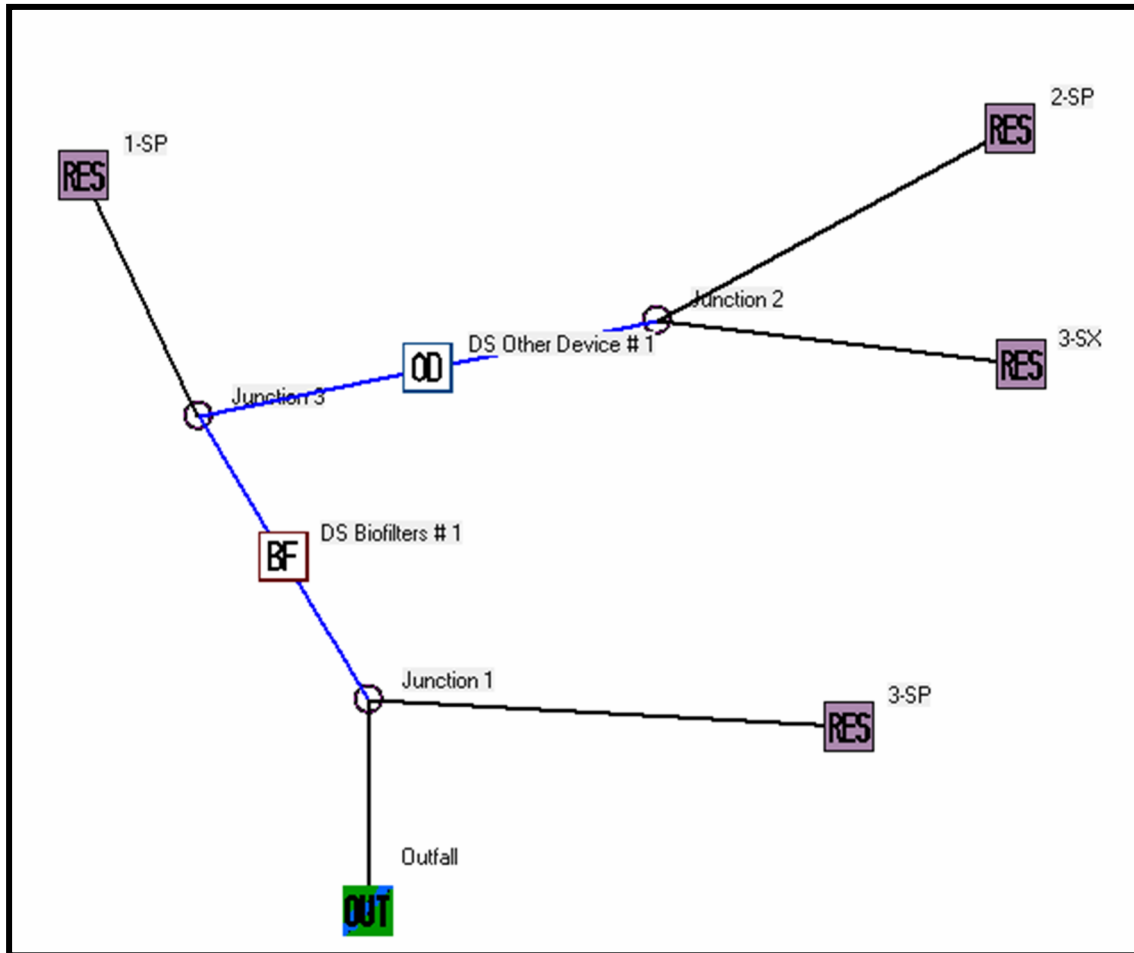 2-SP
RES
1-SP
RES
Junction 2
DS Other Device # 1
3-SX
RES
OD
Junction 3
DS Biofilters # 1
BF
Junction 1
3-SP
RES
Outfall
OUT